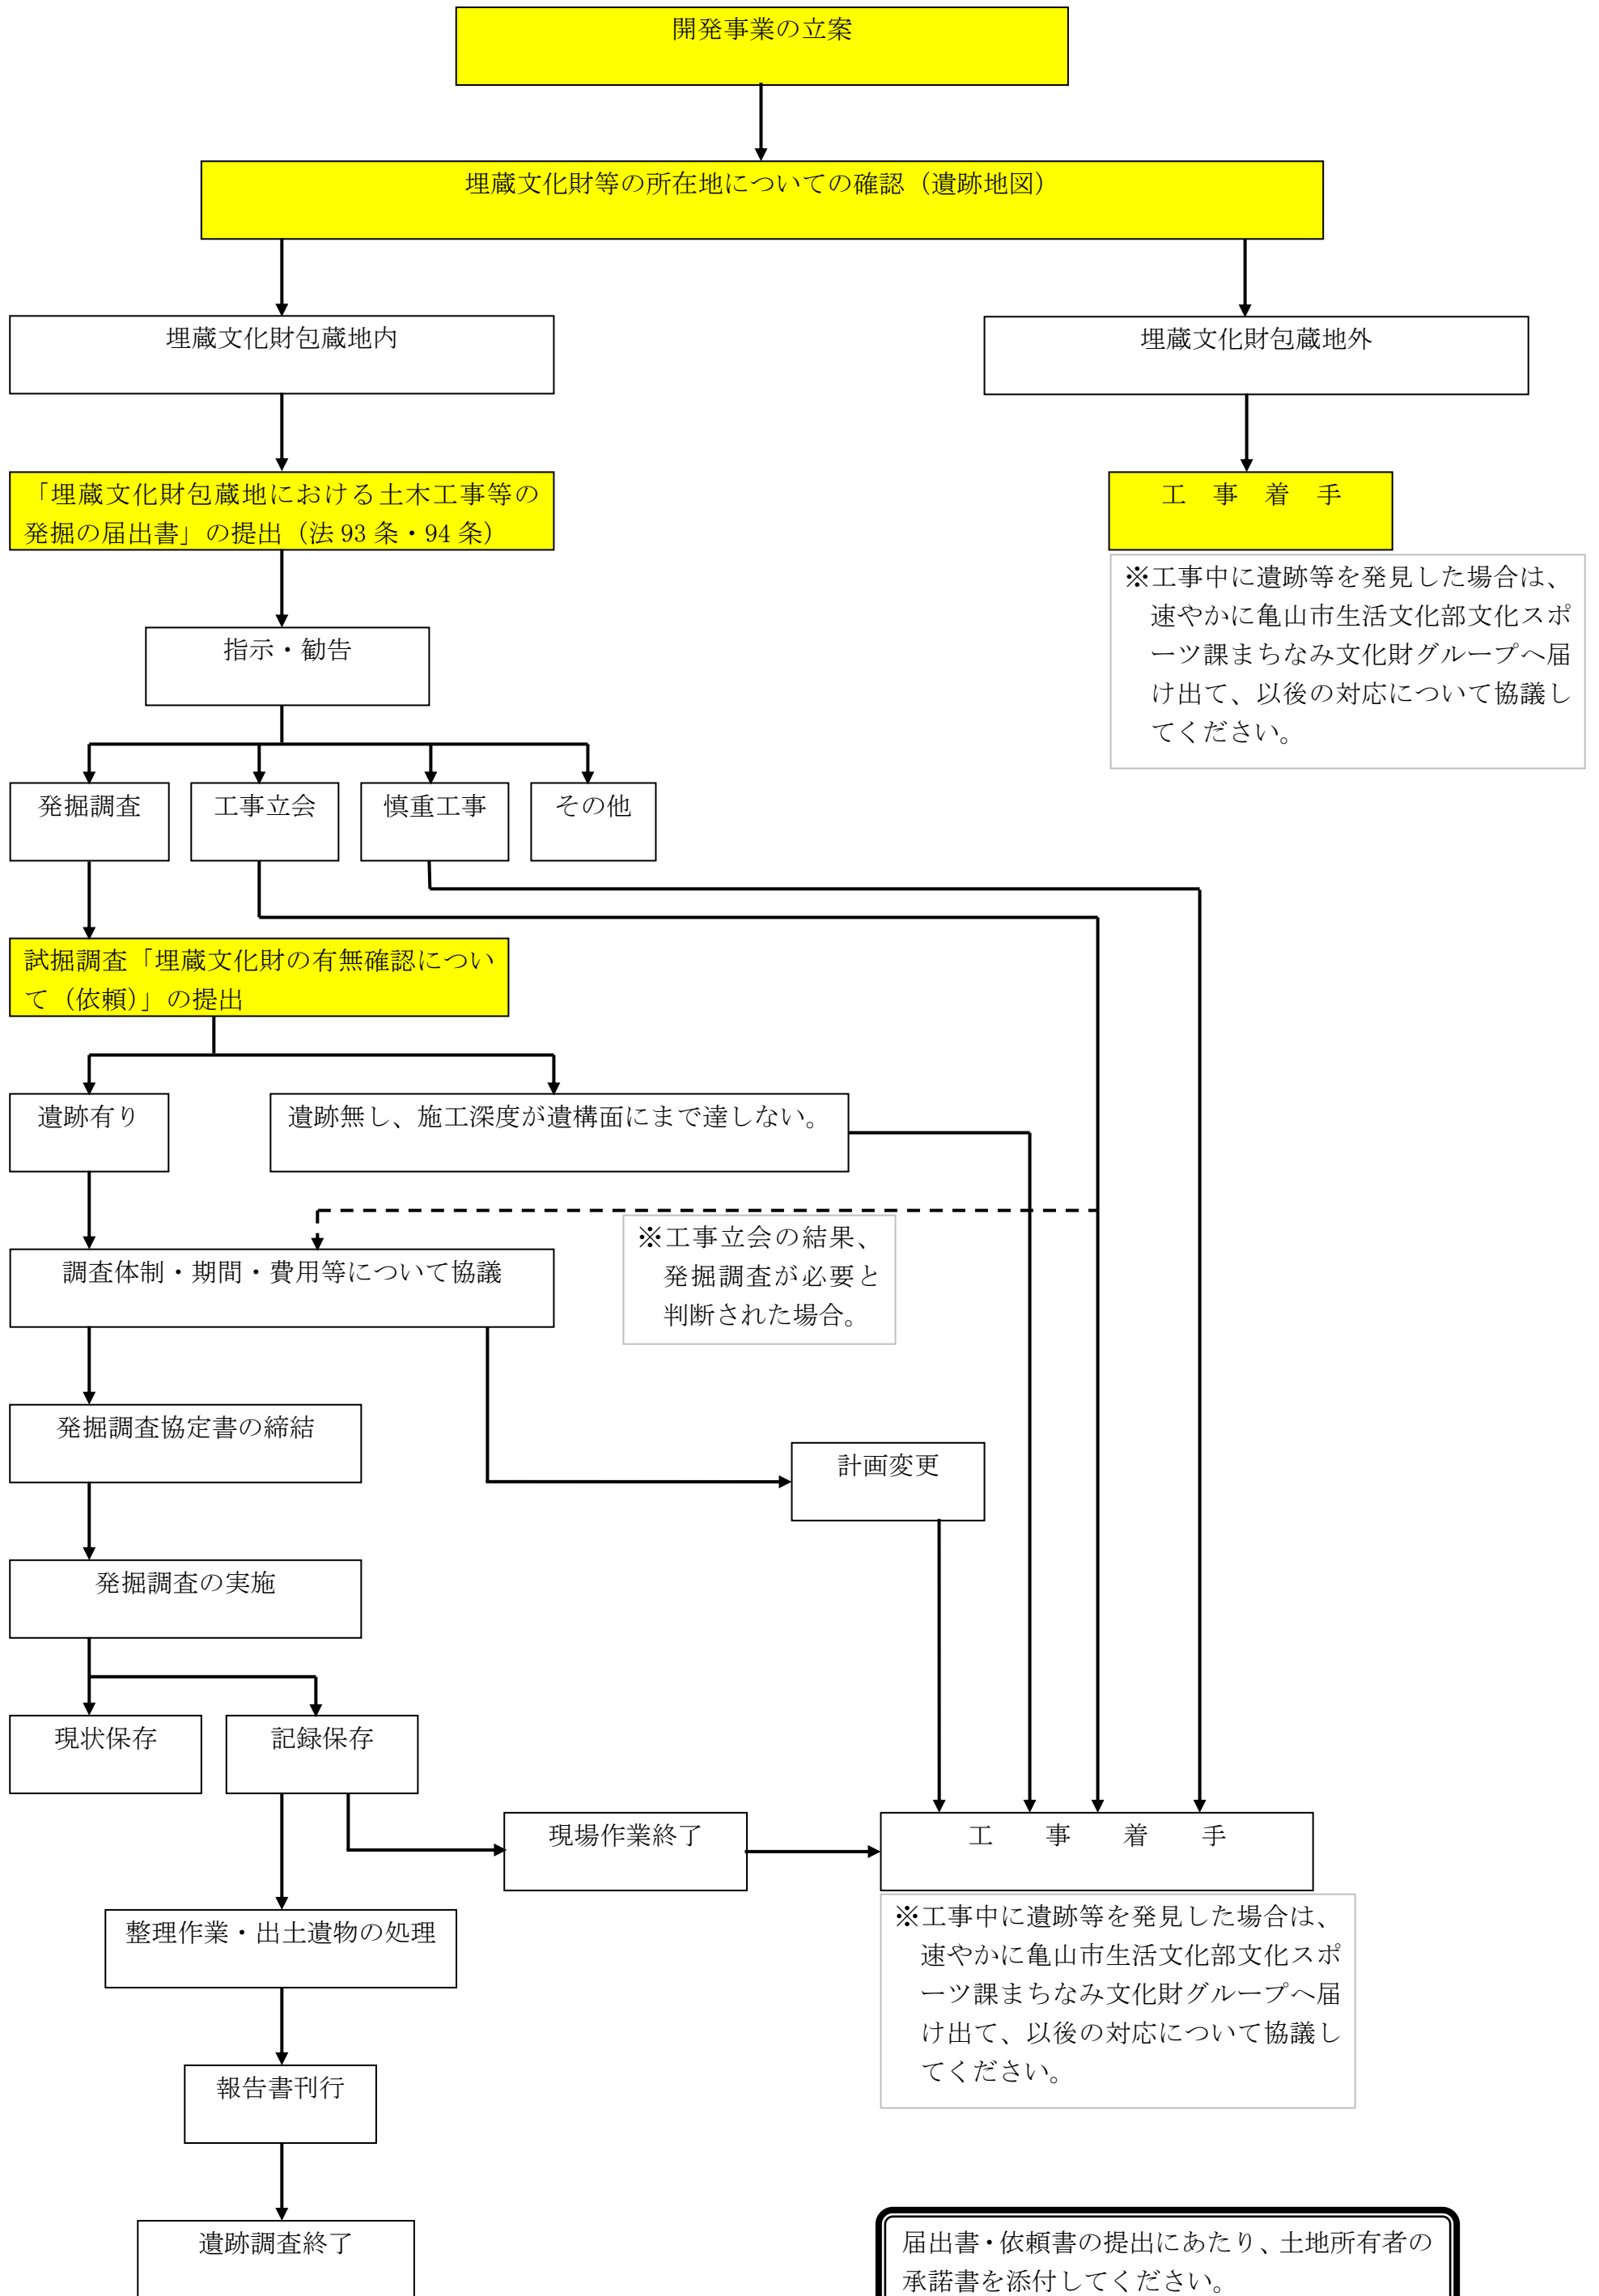 開発事業の立案
埋蔵文化財等の所在地についての確認（遺跡地図）
埋蔵文化財包蔵地内
埋蔵文化財包蔵地外
「埋蔵文化財包蔵地における土木工事等の
発掘の届出書」の提出（法 93 条・94 条）
工　事　着　手
※工事中に遺跡等を発見した場合は、
速やかに亀山市生活文化部文化スポ
ーツ課まちなみ文化財グループへ届
け出て、以後の対応について協議し
てください。
指示・勧告
発掘調査
工事立会
慎重工事
その他
試掘調査「埋蔵文化財の有無確認につい
て（依頼）」の提出
遺跡有り
遺跡無し、施工深度が遺構面にまで達しない。
※工事立会の結果、
発掘調査が必要と
判断された場合。
調査体制・期間・費用等について協議
発掘調査協定書の締結
計画変更
発掘調査の実施
現状保存
記録保存
現場作業終了
工　事　着　手
※工事中に遺跡等を発見した場合は、
速やかに亀山市生活文化部文化スポ
ーツ課まちなみ文化財グループへ届
け出て、以後の対応について協議し
てください。
整理作業・出土遺物の処理
報告書刊行
遺跡調査終了
届出書・依頼書の提出にあたり、土地所有者の
承諾書を添付してください。